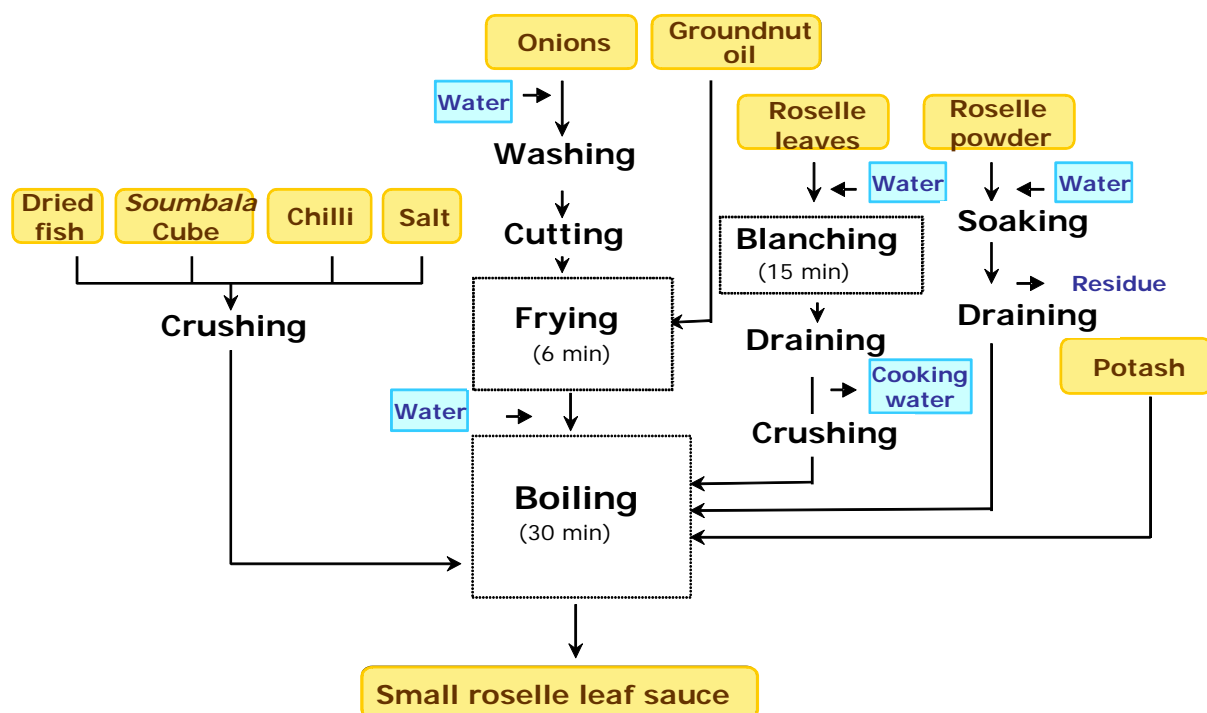 Onions
Groundnut
oil
Water
Roselle
leaves
Roselle
powder
Washing
Water
Water
Dried
fish
Soumbala
Cube
Chilli
Salt
Cutting
Soaking
Blanching
(15 min)
Residue
Crushing
Frying
(6 min)
Draining
Draining
Potash
Cooking
water
Water
Crushing
Boiling
(30 min)
Small roselle leaf sauce